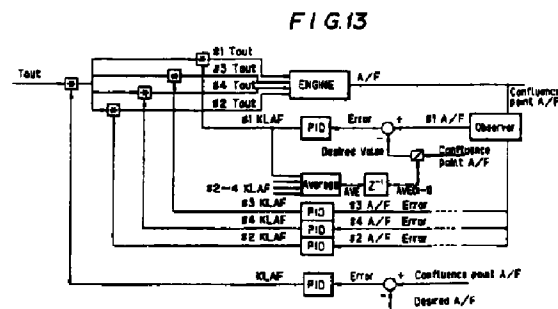 FIG.13
#1 Tout
#3 Tout
Tout
#4 Tout
ENGINE
A/F
#2 Tout
Confluence
point A/F
#1 KLAF
PID
Error
+
#1 A/F
Observer
Desired Value
-
Confluence
point A/F
#2-4 KLAF
Average
AVE
Z⁻¹
#3 KLAF
PID
#3 A/F Error
#4 KLAF
PID
#4 A/F Error
#2 KLAF
PID
#2 A/F Error
KLAF
PID
Error
+
Confluence point A/F
-
Desired A/F